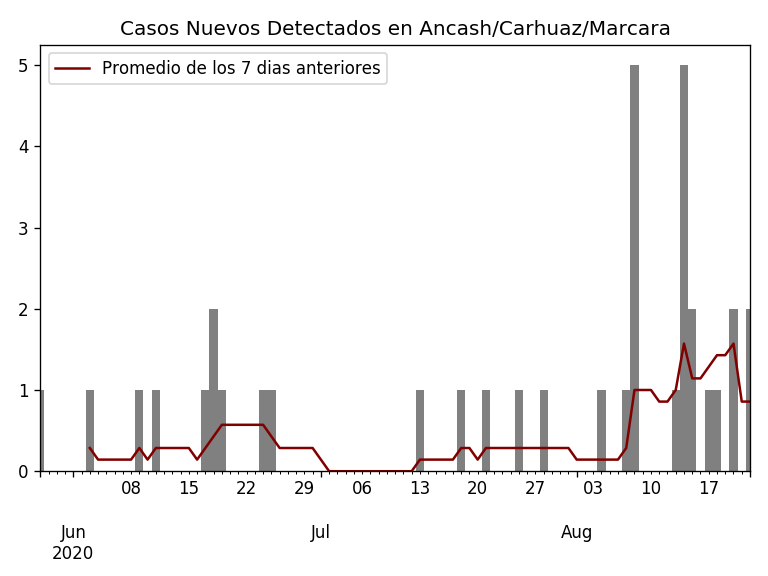 Casos Nuevos Detectados en Ancash/Carhuaz/Marcara
Promedio de los 7 dias anteriores
5
4
3
2
1
0
08 15 22 29 06 13 20 27 03 10 17
Jun Jul Aug
2020